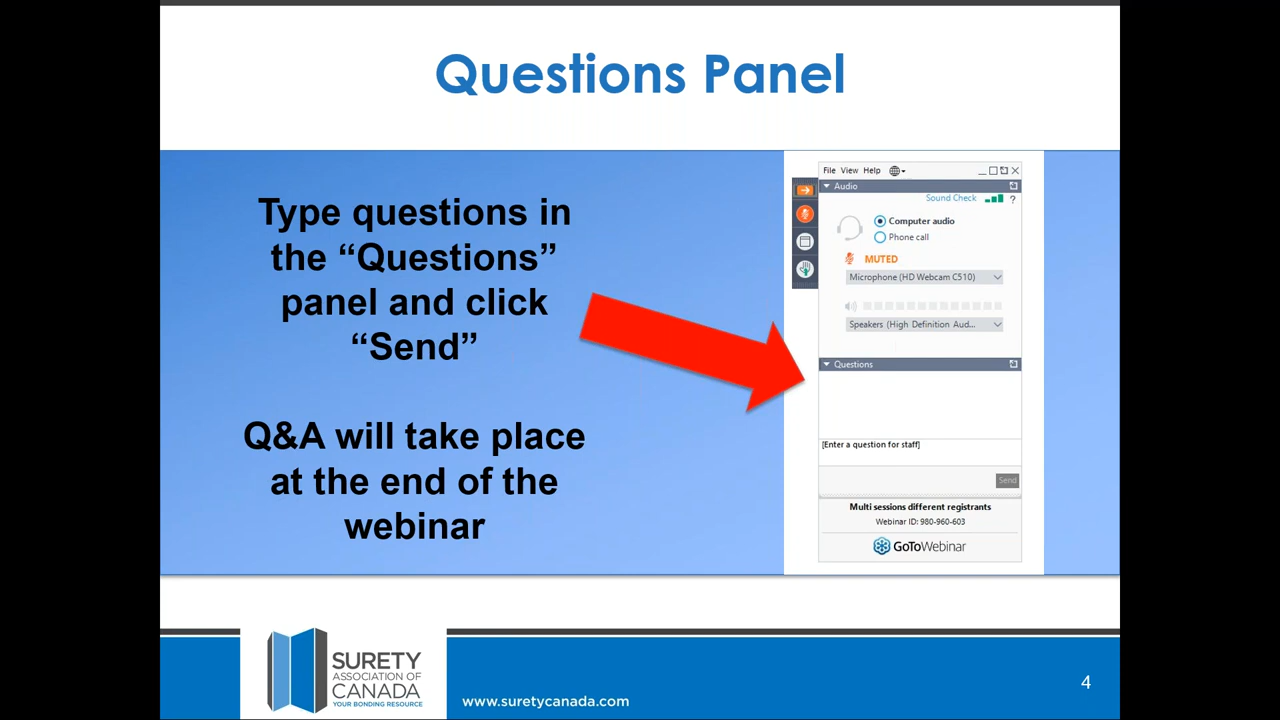 Questions Panel
Type questions in
the “Questions”
panel and click
“Send”
Q&A will take place
at the end of the
webinar
File View Help
Audio
Sound Check ?
Computer audio
Phone call
MUTED
Microphone (HD Webcam C510)
Speakers (High Definition Aud...
Questions
[Enter a question for staff]
Send
Multi sessions different registrants
Webinar ID: 980-960-603
GoToWebinar
SURETY
ASSOCIATION OF
CANADA
YOUR BONDING RESOURCE
www.suretycanada.com
4